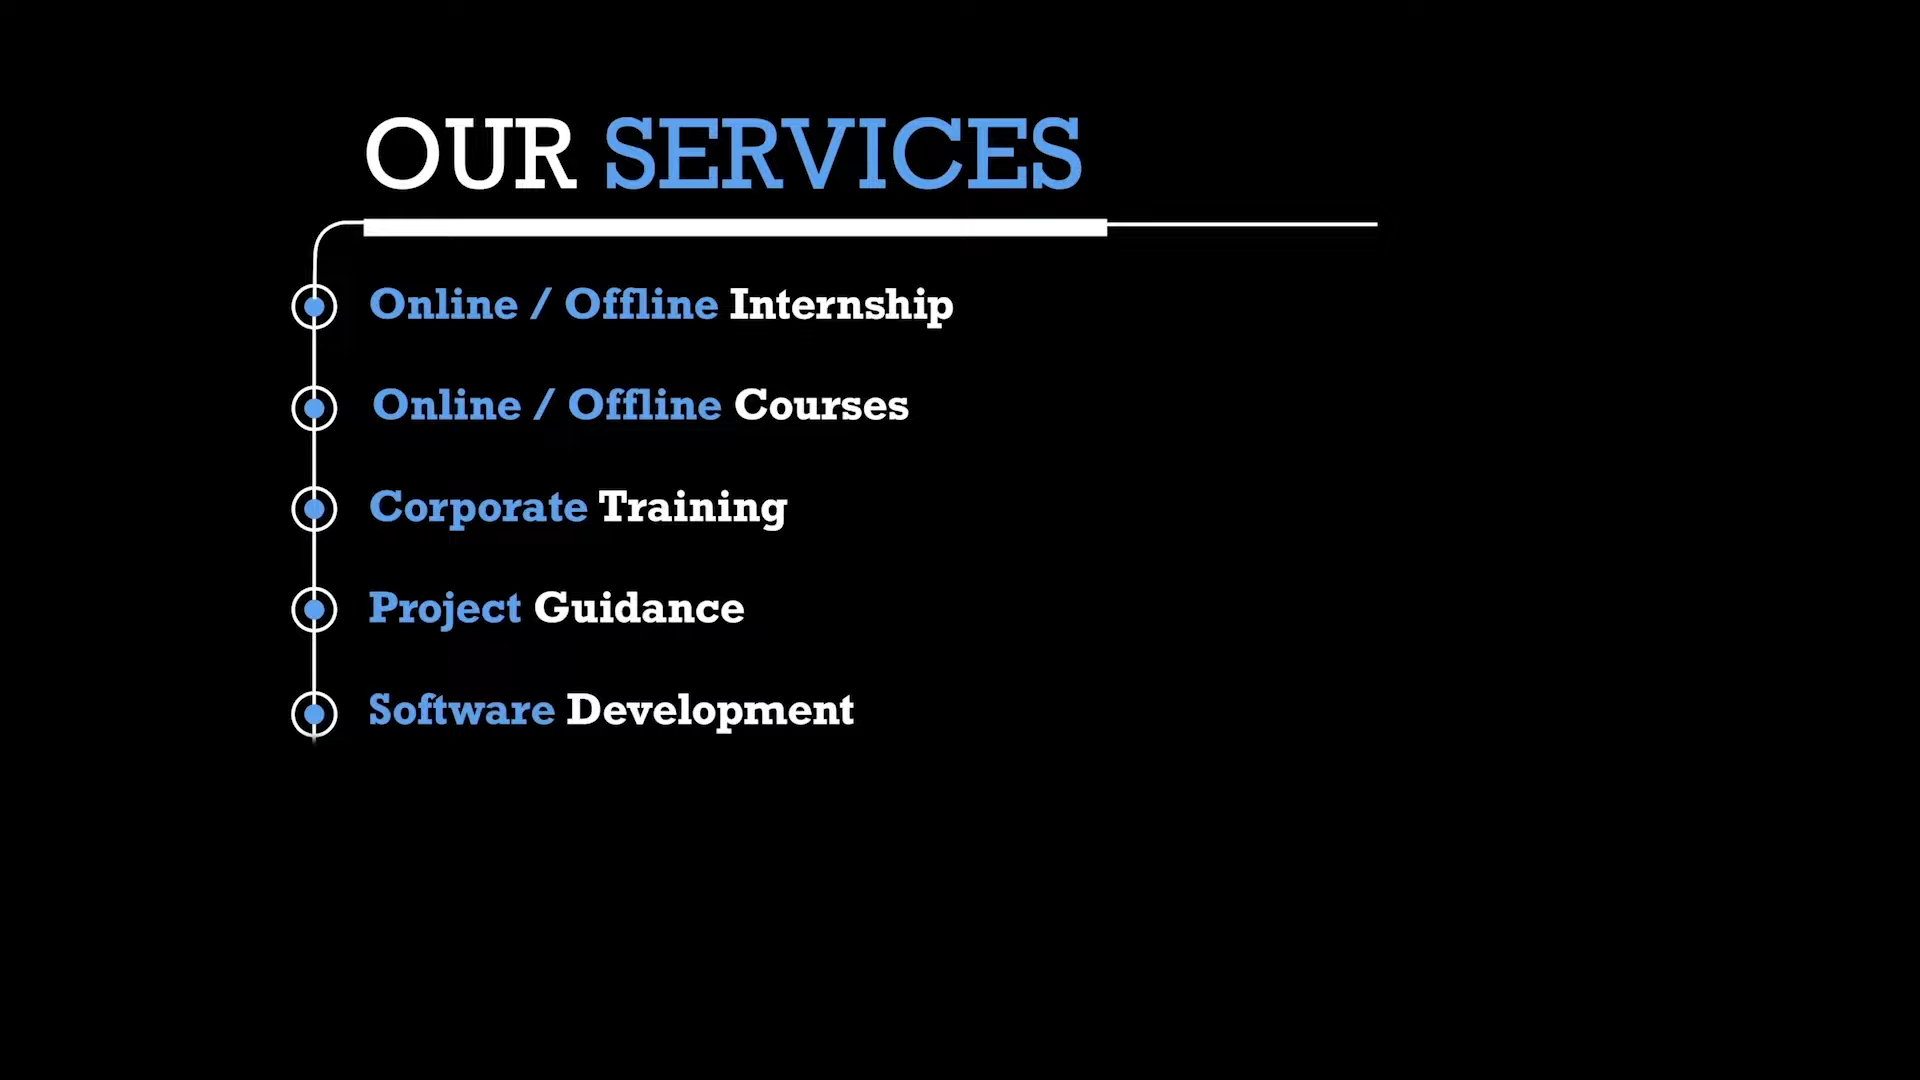 OUR SERVICES
Online / Offline Internship
Online / Offline Courses
Corporate Training
Project Guidance
Software Development